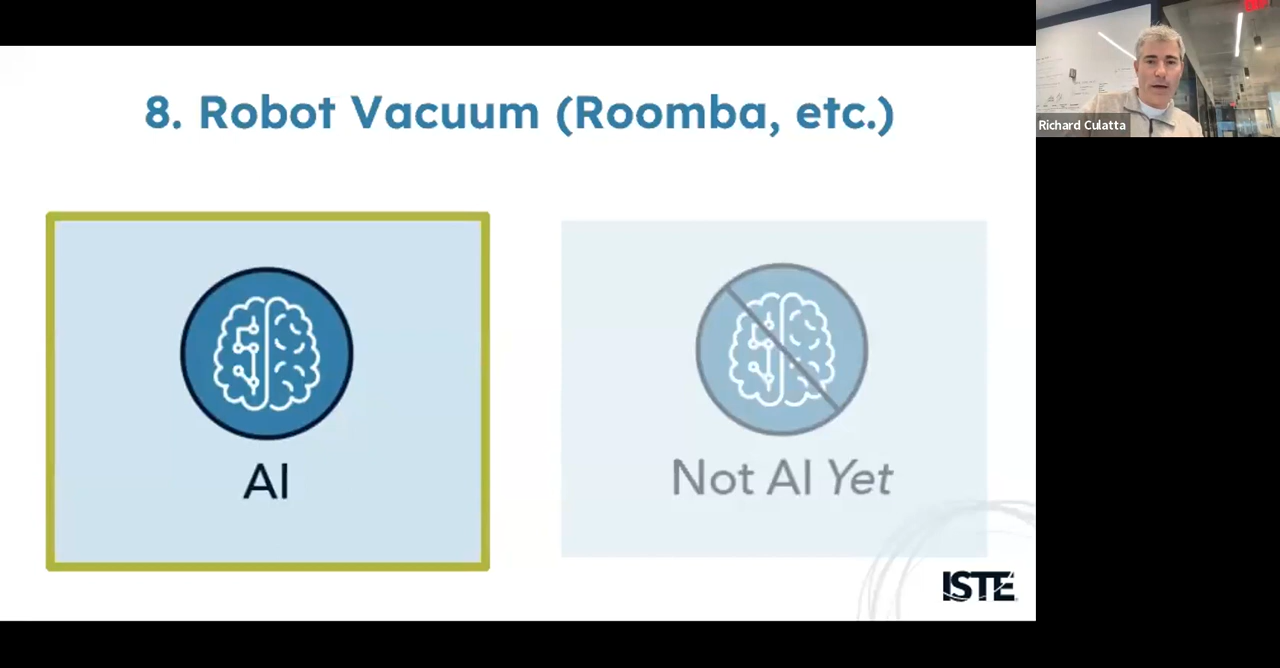 8. Robot Vacuum (Roomba, etc.)
AI
Not AI Yet
ISTE
Richard Culatta